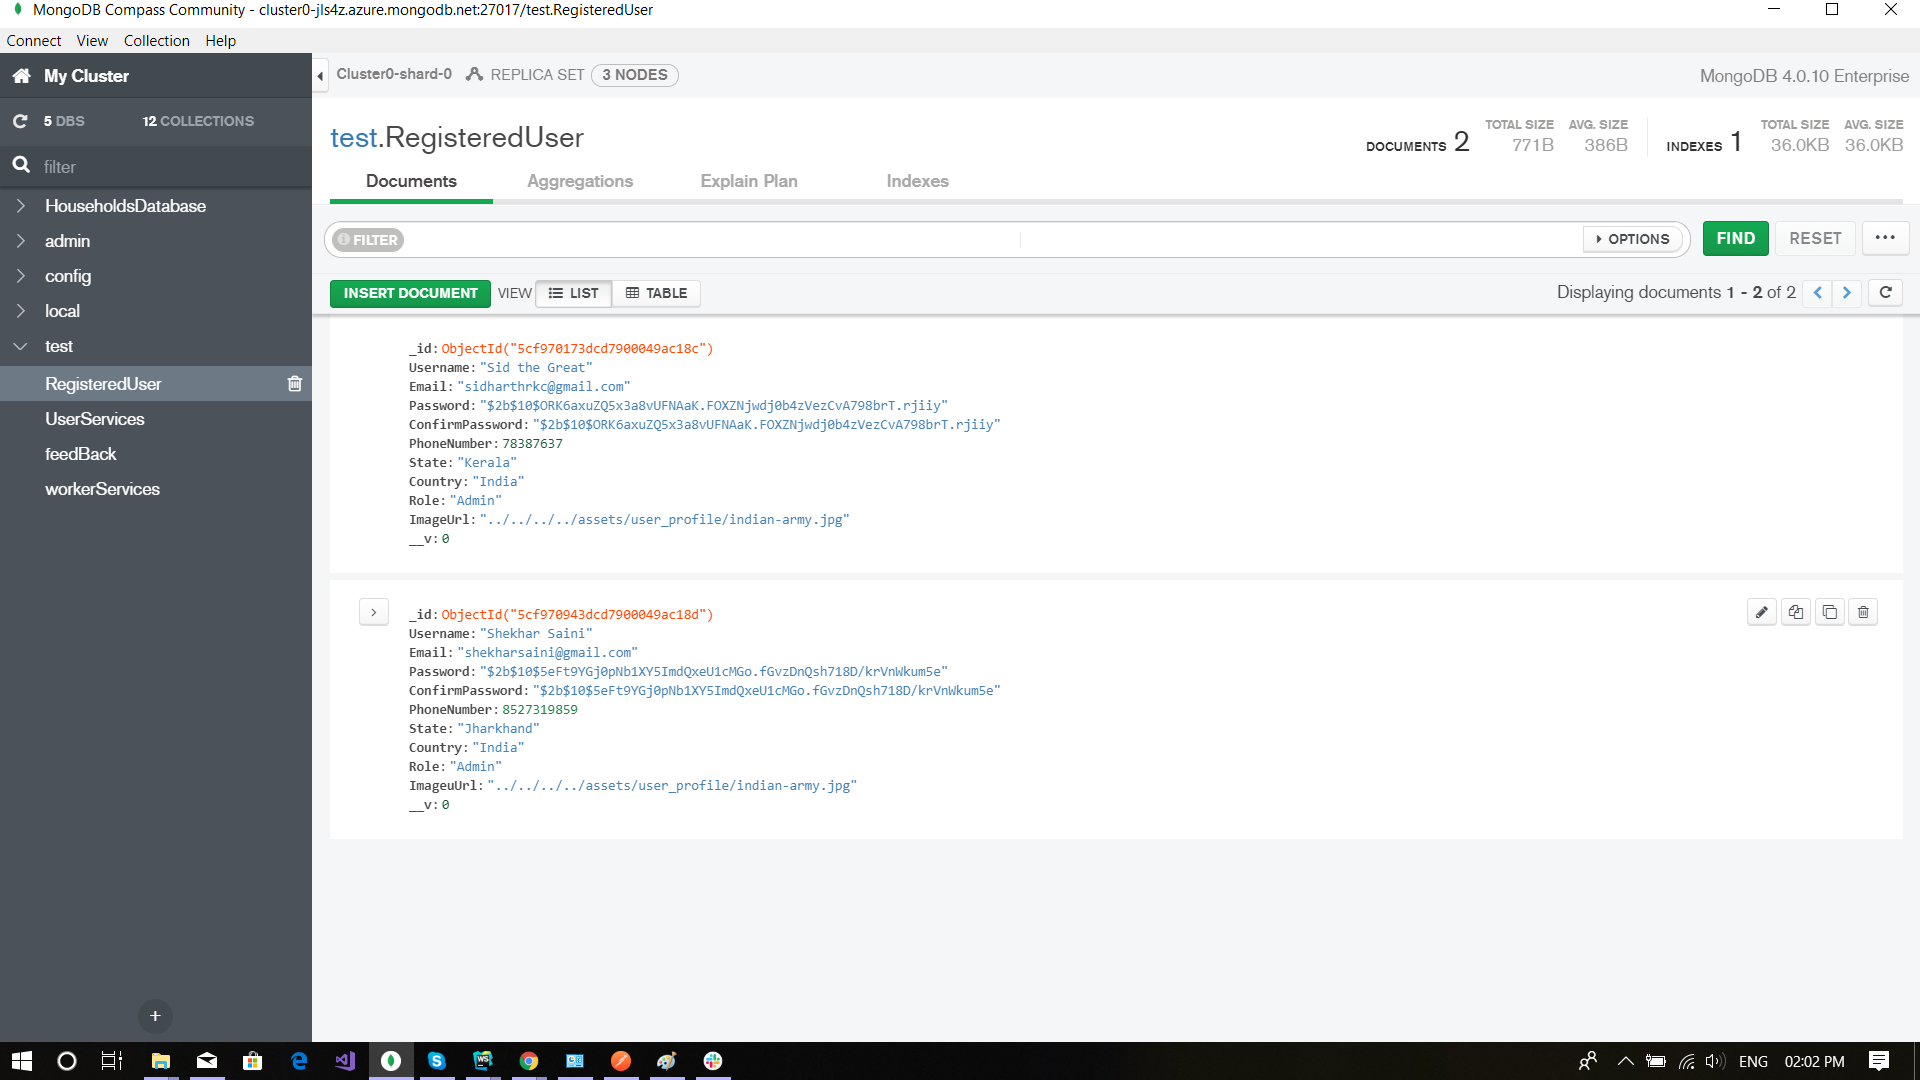 MongoDB Compass Community - cluster0-jls4z.azure.mongodb.net:27017/test.RegisteredUser
Connect View Collection Help
My Cluster
5 DBS 12 COLLECTIONS
filter
HouseholdsDatabase
admin
config
local
test
RegisteredUser
UserServices
feedBack
workerServices
Cluster0-shard-0 REPLICA SET 3 NODES
MongoDB 4.0.10 Enterprise
test.RegisteredUser
DOCUMENTS 2 TOTAL SIZE 771B AVG. SIZE 386B INDEXES 1 TOTAL SIZE 36.0KB AVG. SIZE 36.0KB
Documents Aggregations Explain Plan Indexes
FILTER OPTIONS FIND RESET ...
INSERT DOCUMENT VIEW LIST TABLE Displaying documents 1 - 2 of 2
_id: ObjectId("5cf970173dcd7900049ac18c")
Username: "Sid the Great"
Email: "sidharthrkc@gmail.com"
Password: "$2b$10$ORK6axuZQ5x3a8vUFNAaK.FOXZNjwdj0b4zVezCvA798brT.rjiiy"
ConfirmPassword: "$2b$10$ORK6axuZQ5x3a8vUFNAaK.FOXZNjwdj0b4zVezCvA798brT.rjiiy"
PhoneNumber: 78387637
State: "Kerala"
Country: "India"
Role: "Admin"
ImageUrl: "../../../../assets/user_profile/indian-army.jpg"
__v: 0
_id: ObjectId("5cf970943dcd7900049ac18d")
Username: "Shekhar Saini"
Email: "shekharsaini@gmail.com"
Password: "$2b$10$5eFt9YGj0pNb1XY5ImdQxeU1cMGo.fGvzDnQsh718D/krVnWkum5e"
ConfirmPassword: "$2b$10$5eFt9YGj0pNb1XY5ImdQxeU1cMGo.fGvzDnQsh718D/krVnWkum5e"
PhoneNumber: 8527319859
State: "Jharkhand"
Country: "India"
Role: "Admin"
ImageuUrl: "../../../../assets/user_profile/indian-army.jpg"
__v: 0
ENG 02:02 PM